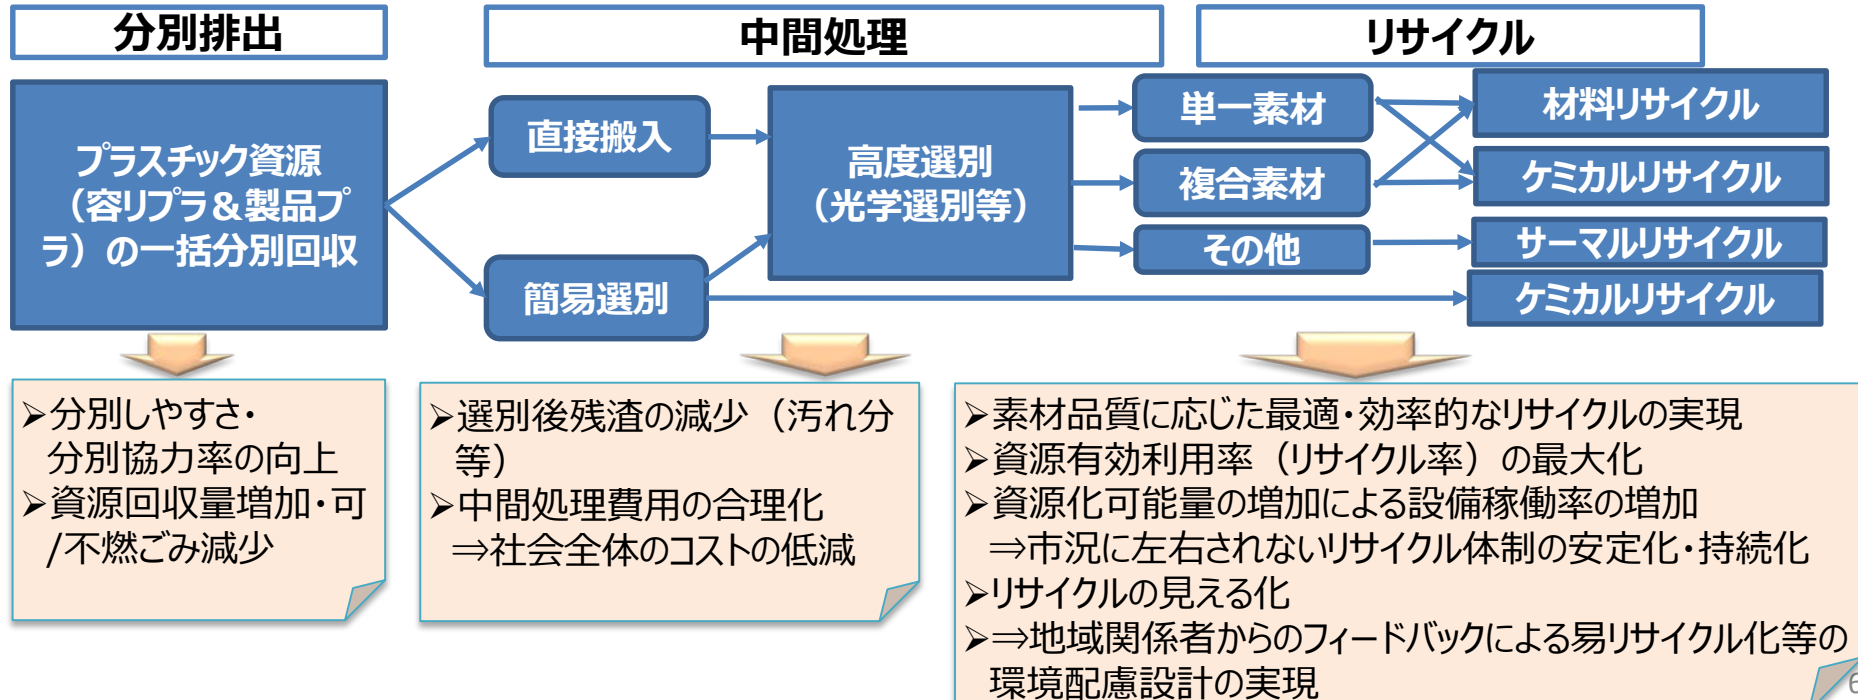 分別排出
中間処理
リサイクル
プラスチック資源
（容リプラ＆製品プ
ラ）の一括分別回収
直接搬入
簡易選別
高度選別
（光学選別等）
単一素材
複合素材
その他
材料リサイクル
ケミカルリサイクル
サーマルリサイクル
ケミカルリサイクル
➢分別しやすさ・
分別協力率の向上
➢資源回収量増加・可
/不燃ごみ減少
➢選別後残渣の減少（汚れ分
等）
➢中間処理費用の合理化
⇒社会全体のコストの低減
➢素材品質に応じた最適・効率的なリサイクルの実現
➢資源有効利用率（リサイクル率）の最大化
➢資源化可能量の増加による設備稼働率の増加
⇒市況に左右されないリサイクル体制の安定化・持続化
➢リサイクルの見える化
➢⇒地域関係者からのフィードバックによる易リサイクル化等の
環境配慮設計の実現
6